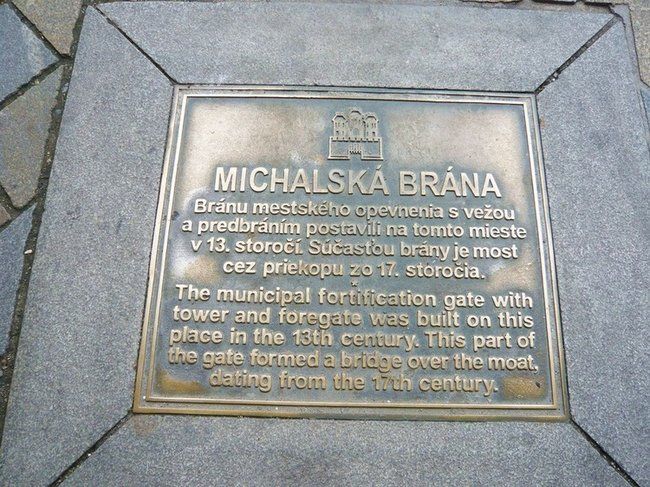 MICHALSKÁ BRÁNA
Bránu mestského opevnenia s vežou
a predbráním postavili na tomto mieste
v 13. storočí. Súčasťou brány je most
cez priekopu zo 17. storočia.
*
The municipal fortification gate with
tower and foregate was built on this
place in the 13th century. This part of
the gate formed a bridge over the moat,
dating from the 17th century.